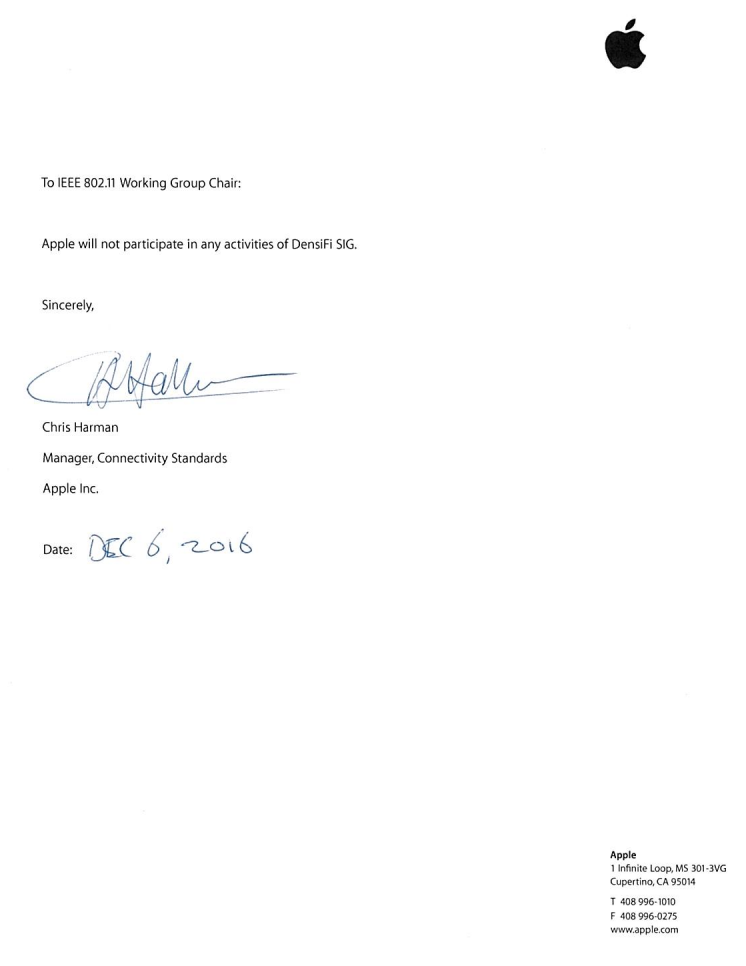 To IEEE 802.11 Working Group Chair:
Apple will not participate in any activities of DensiFi SIG.
Sincerely,
Chris Harman
Manager, Connectivity Standards
Apple Inc.
Date: DEC 6, 2016
Apple
1 Infinite Loop, MS 301-3VG
Cupertino, CA 95014
T 408 996-1010
F 408 996-0275
www.apple.com